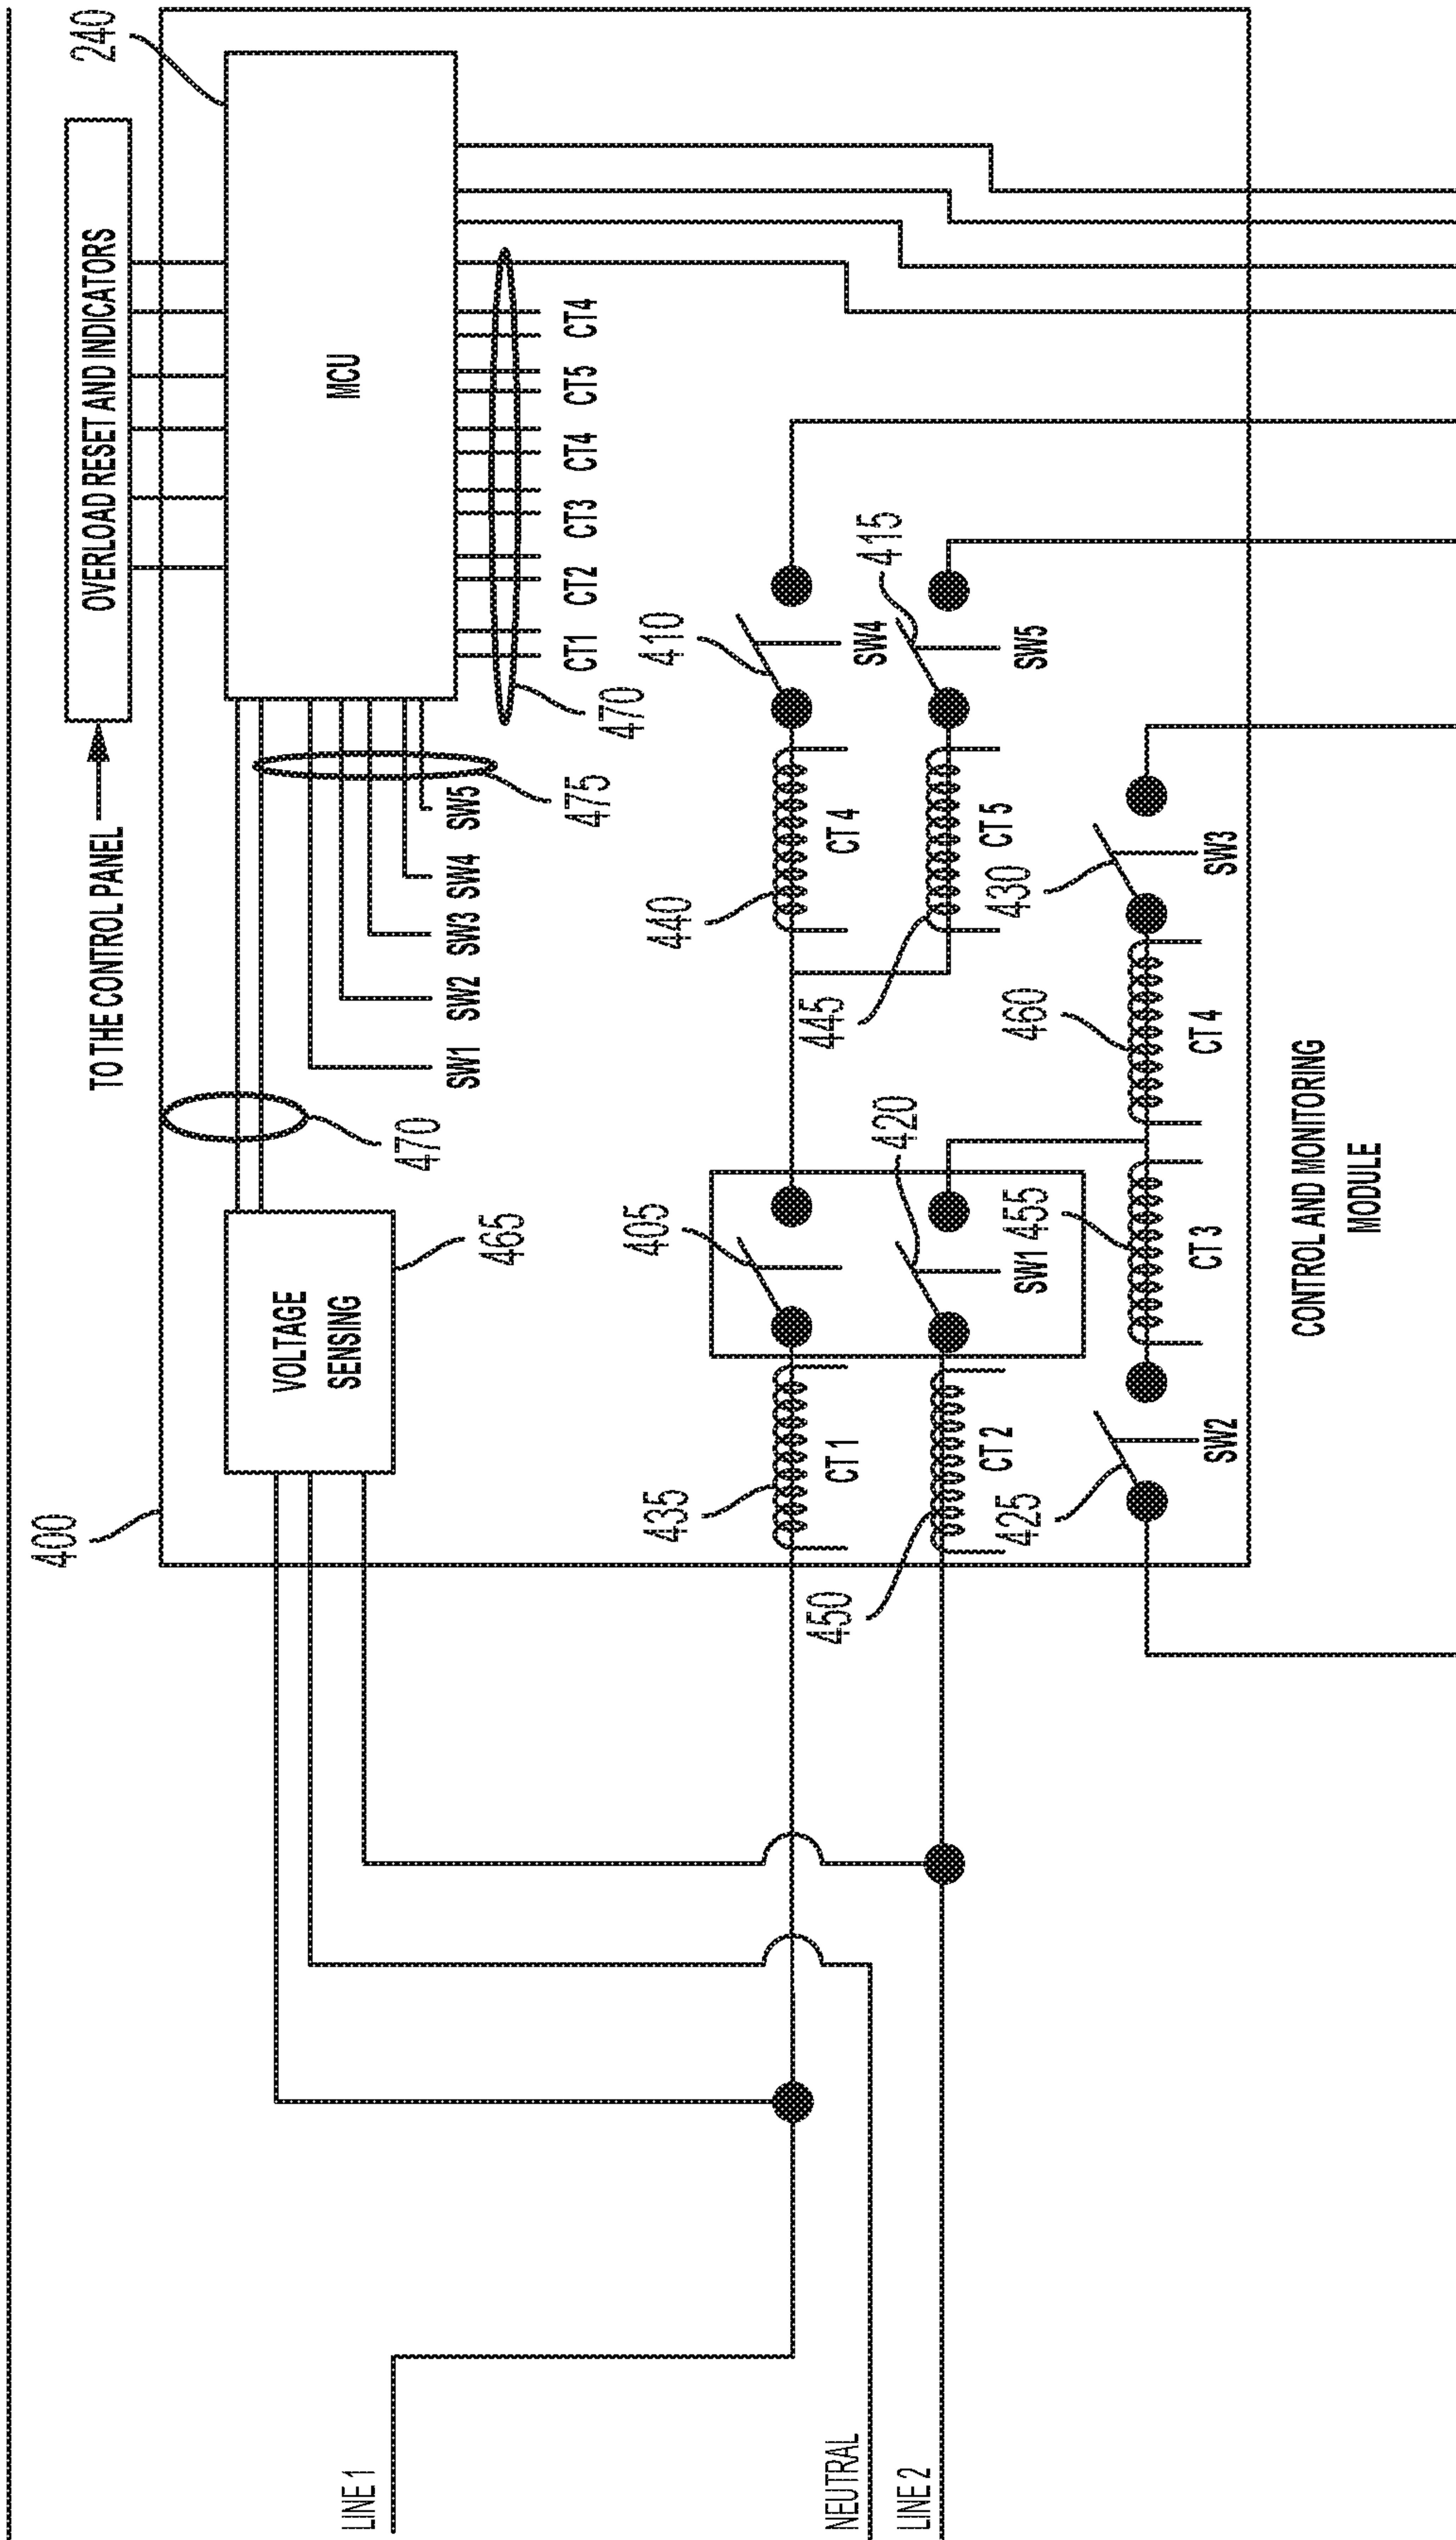 TO THE CONTROL PANEL
OVERLOAD RESET AND INDICATORS
240
400
VOLTAGE
SENSING
465
470
MCU
475
SW1
SW2
SW3
SW4
SW5
470
CT1
CT2
CT3
CT4
CT5
CT4
LINE 1
NEUTRAL
LINE 2
435
CT 1
405
440
CT 4
410
SW4
450
CT 2
420
SW1
445
CT 5
415
SW5
425
SW2
455
CT 3
460
CT 4
430
SW3
CONTROL AND MONITORING
MODULE